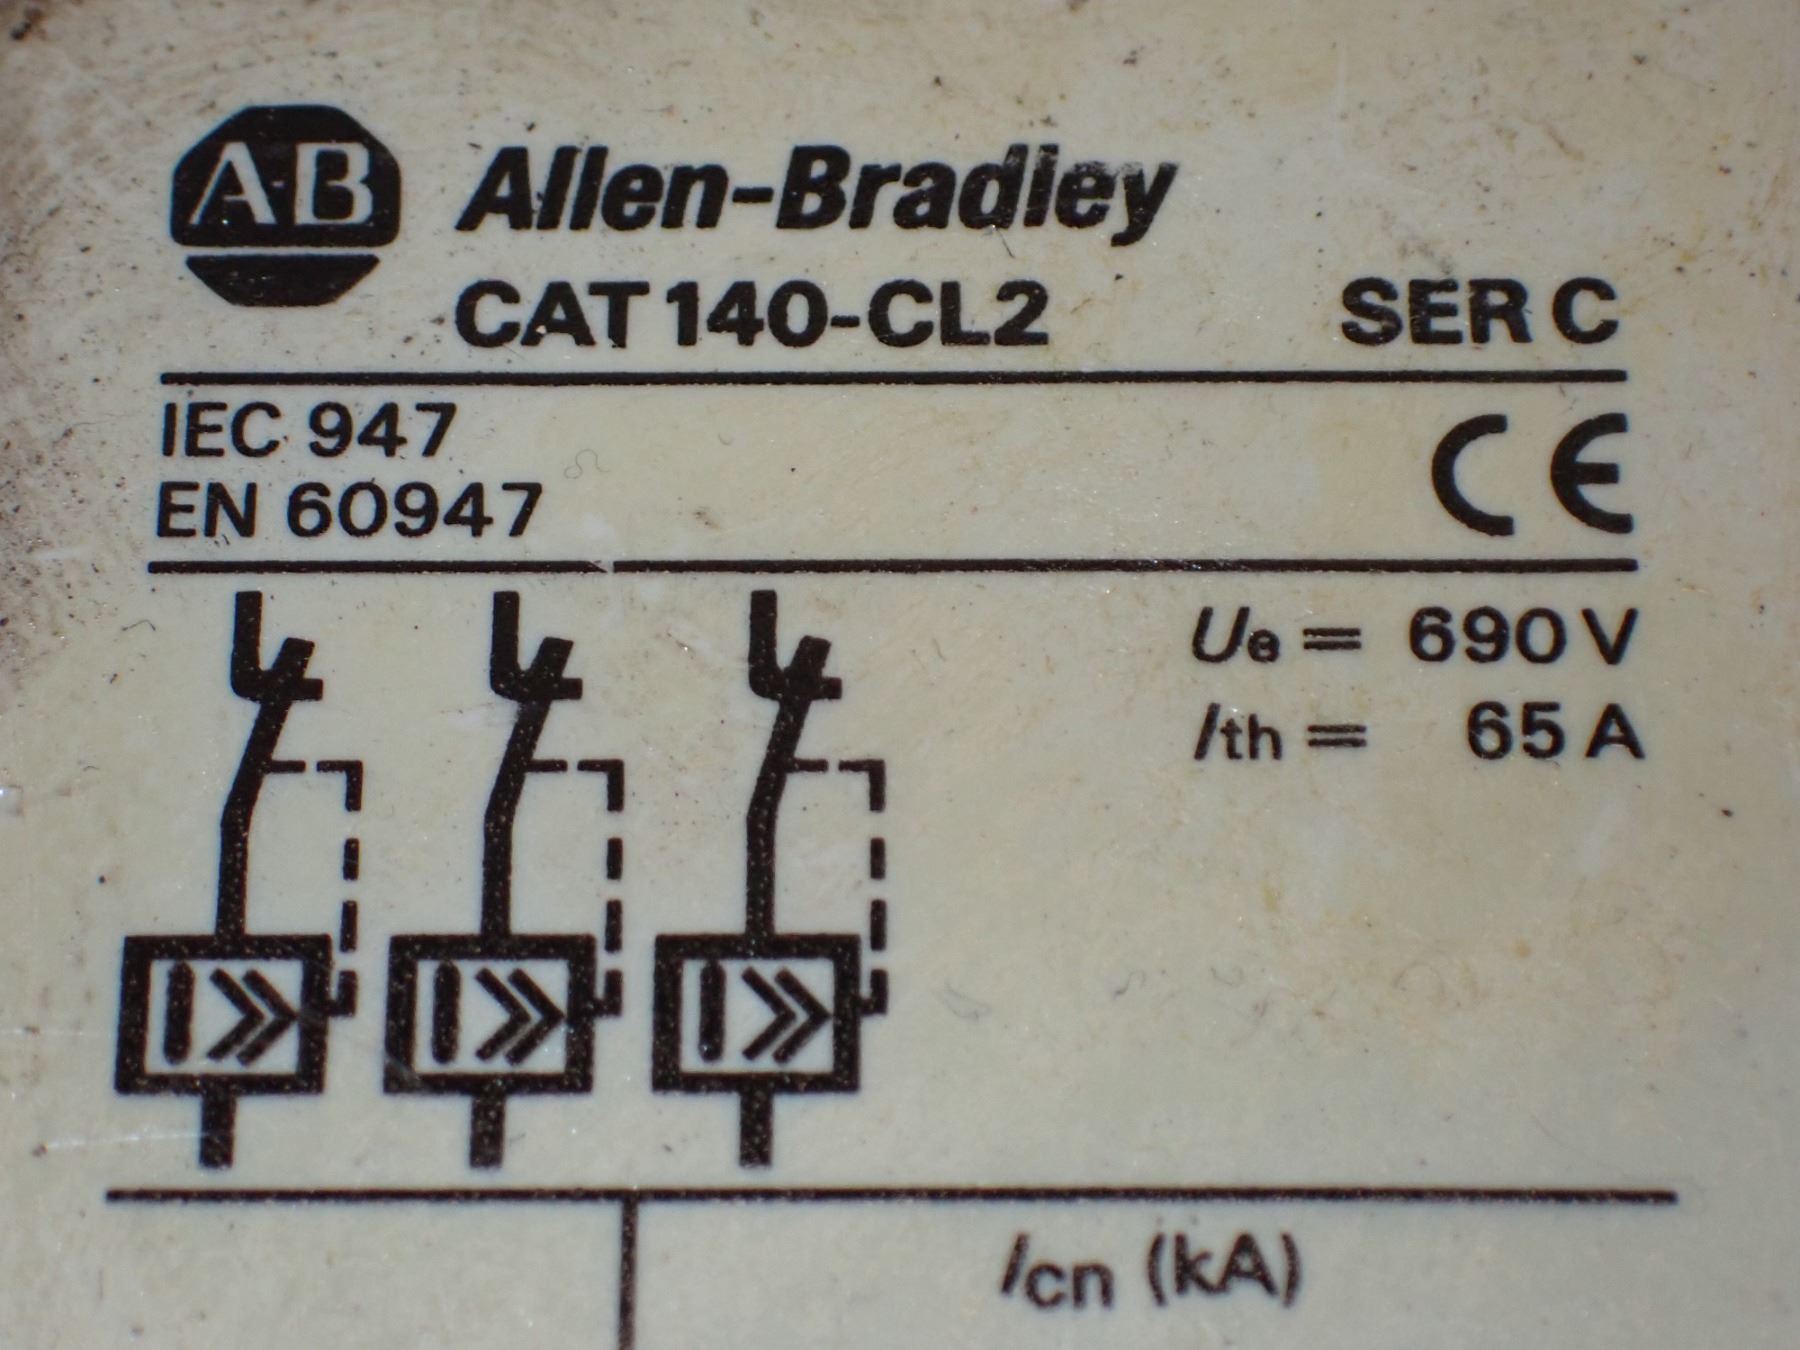 AB Allen-Bradley
CAT 140-CL2 SER C
IEC 947
EN 60947
CE
Ue = 690 V
Ith = 65 A
I>> I>> I>>
Icn (kA)